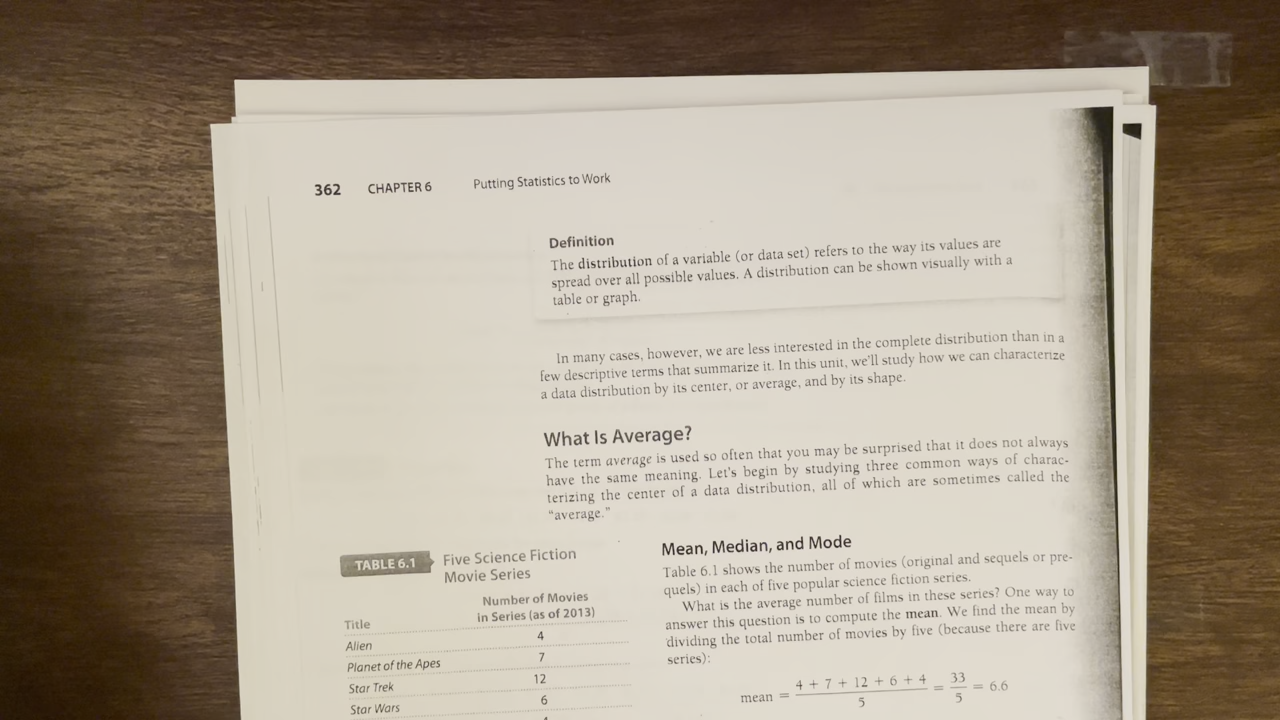 362 CHAPTER 6 Putting Statistics to Work
Definition
The distribution of a variable (or data set) refers to the way its values are
spread over all possible values. A distribution can be shown visually with a
table or graph.
In many cases, however, we are less interested in the complete distribution than in a
few descriptive terms that summarize it. In this unit, we'll study how we can characterize
a data distribution by its center, or average, and by its shape.
What Is Average?
The term average is used so often that you may be surprised that it does not always
have the same meaning. Let's begin by studying three common ways of charac-
terizing the center of a data distribution, all of which are sometimes called the
“average.”
TABLE 6.1 Five Science Fiction
Movie Series
Number of Movies
in Series (as of 2013)
Title
Alien 4
Planet of the Apes 7
Star Trek 12
Star Wars 6
Mean, Median, and Mode
Table 6.1 shows the number of movies (original and sequels or pre-
quels) in each of five popular science fiction series.
What is the average number of films in these series? One way to
answer this question is to compute the mean. We find the mean by
dividing the total number of movies by five (because there are five
series):
mean = (4 + 7 + 12 + 6 + 4)/5 = 33/5 = 6.6